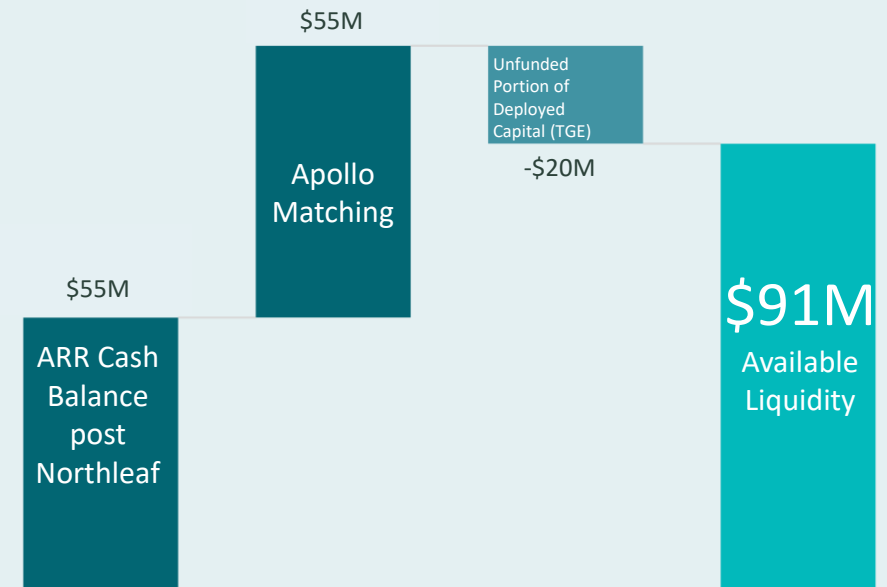 $55M
Unfunded
Portion of
Deployed
Capital (TGE)
-$20M
Apollo
Matching
$55M
ARR Cash
Balance
post
Northleaf
$91M
Available
Liquidity